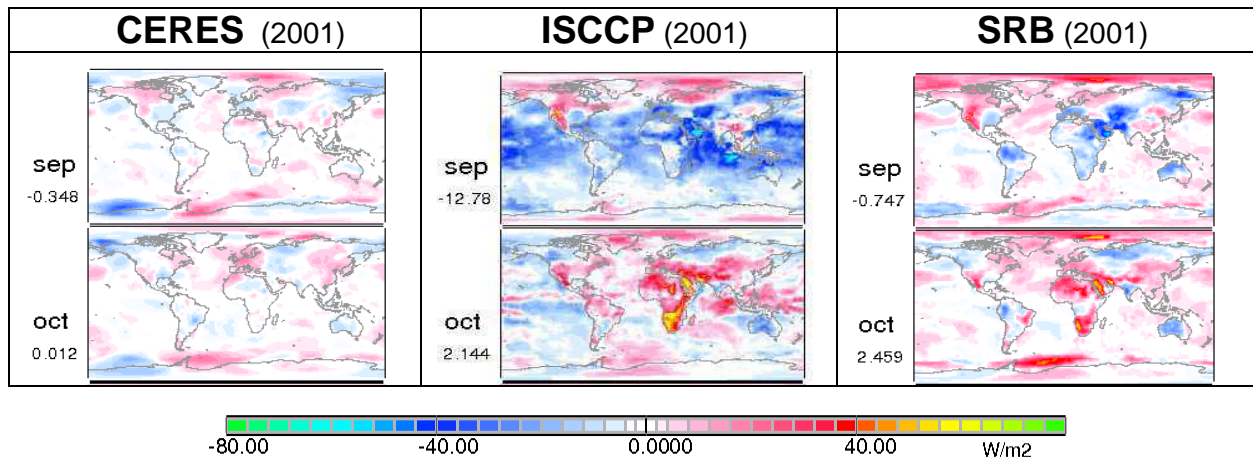 CERES (2001)
ISCCP (2001)
SRB (2001)
sep
-0.348
sep
-12.78
sep
-0.747
oct
0.012
oct
2.144
oct
2.459
-80.00 -40.00 0.0000 40.00 W/m2